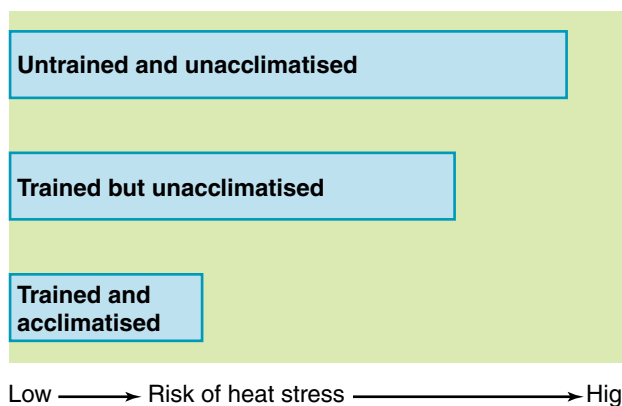 Untrained and unacclimatised
Trained but unacclimatised
Trained and
acclimatised
Low Risk of heat stress Hig